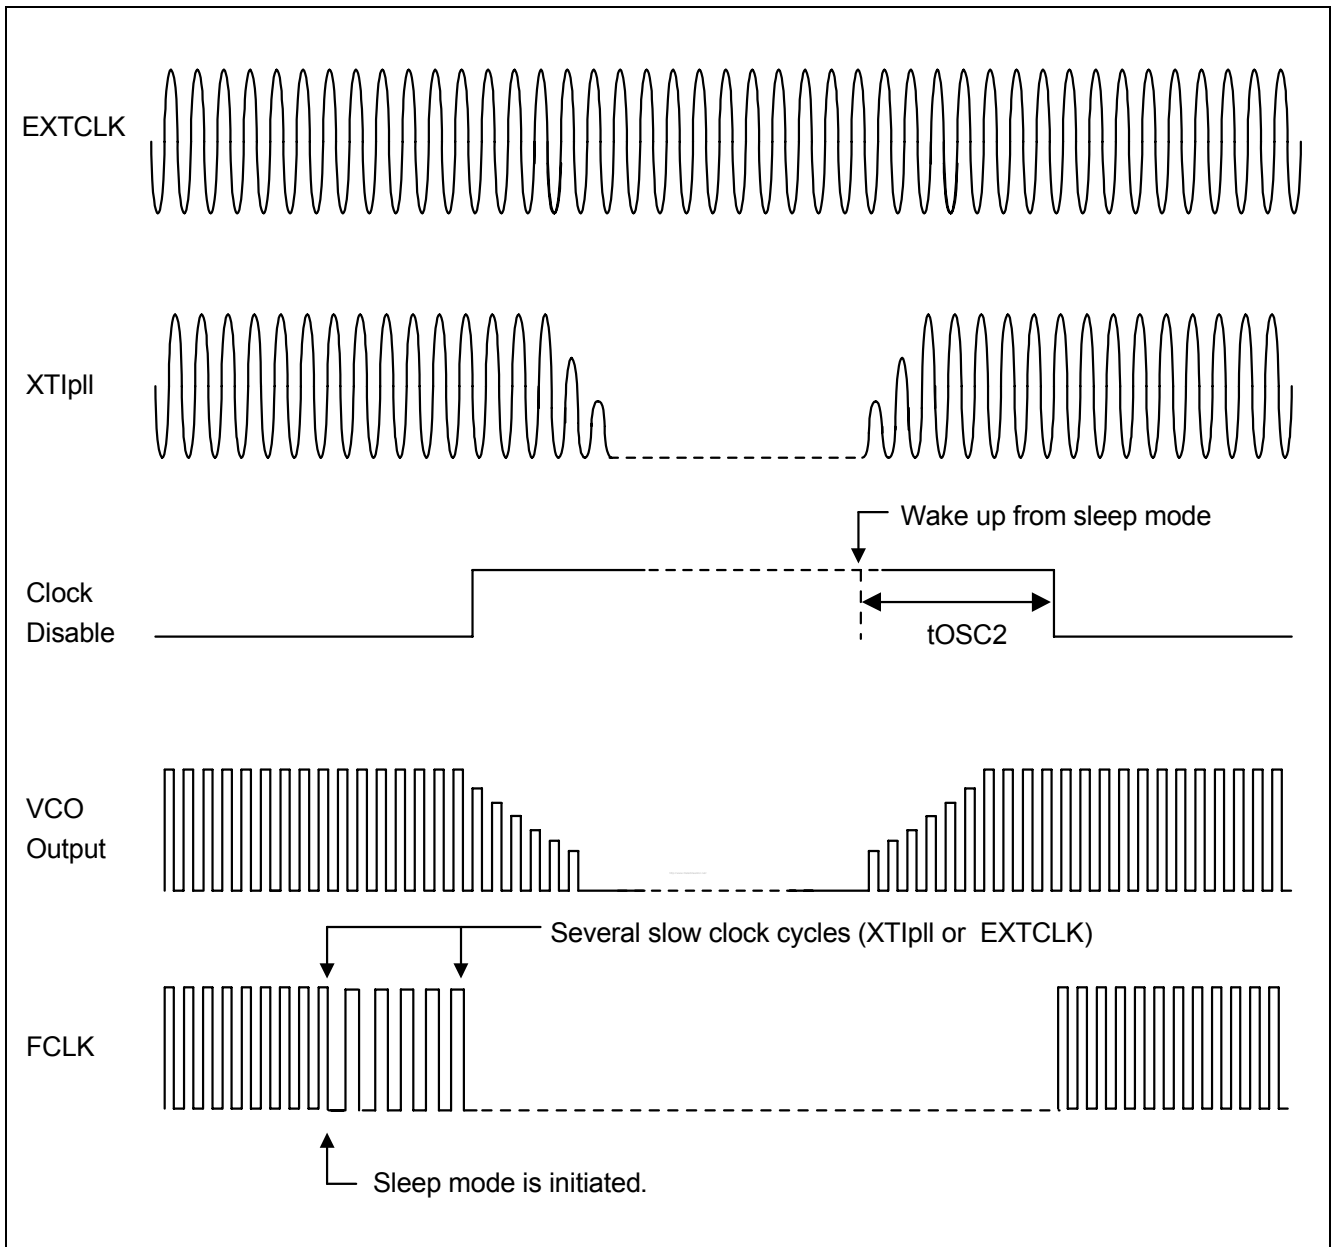 EXTCLK
XTIpll
Wake up from sleep mode
Clock
Disable
tOSC2
VCO
Output
Several slow clock cycles (XTIpll or EXTCLK)
FCLK
Sleep mode is initiated.